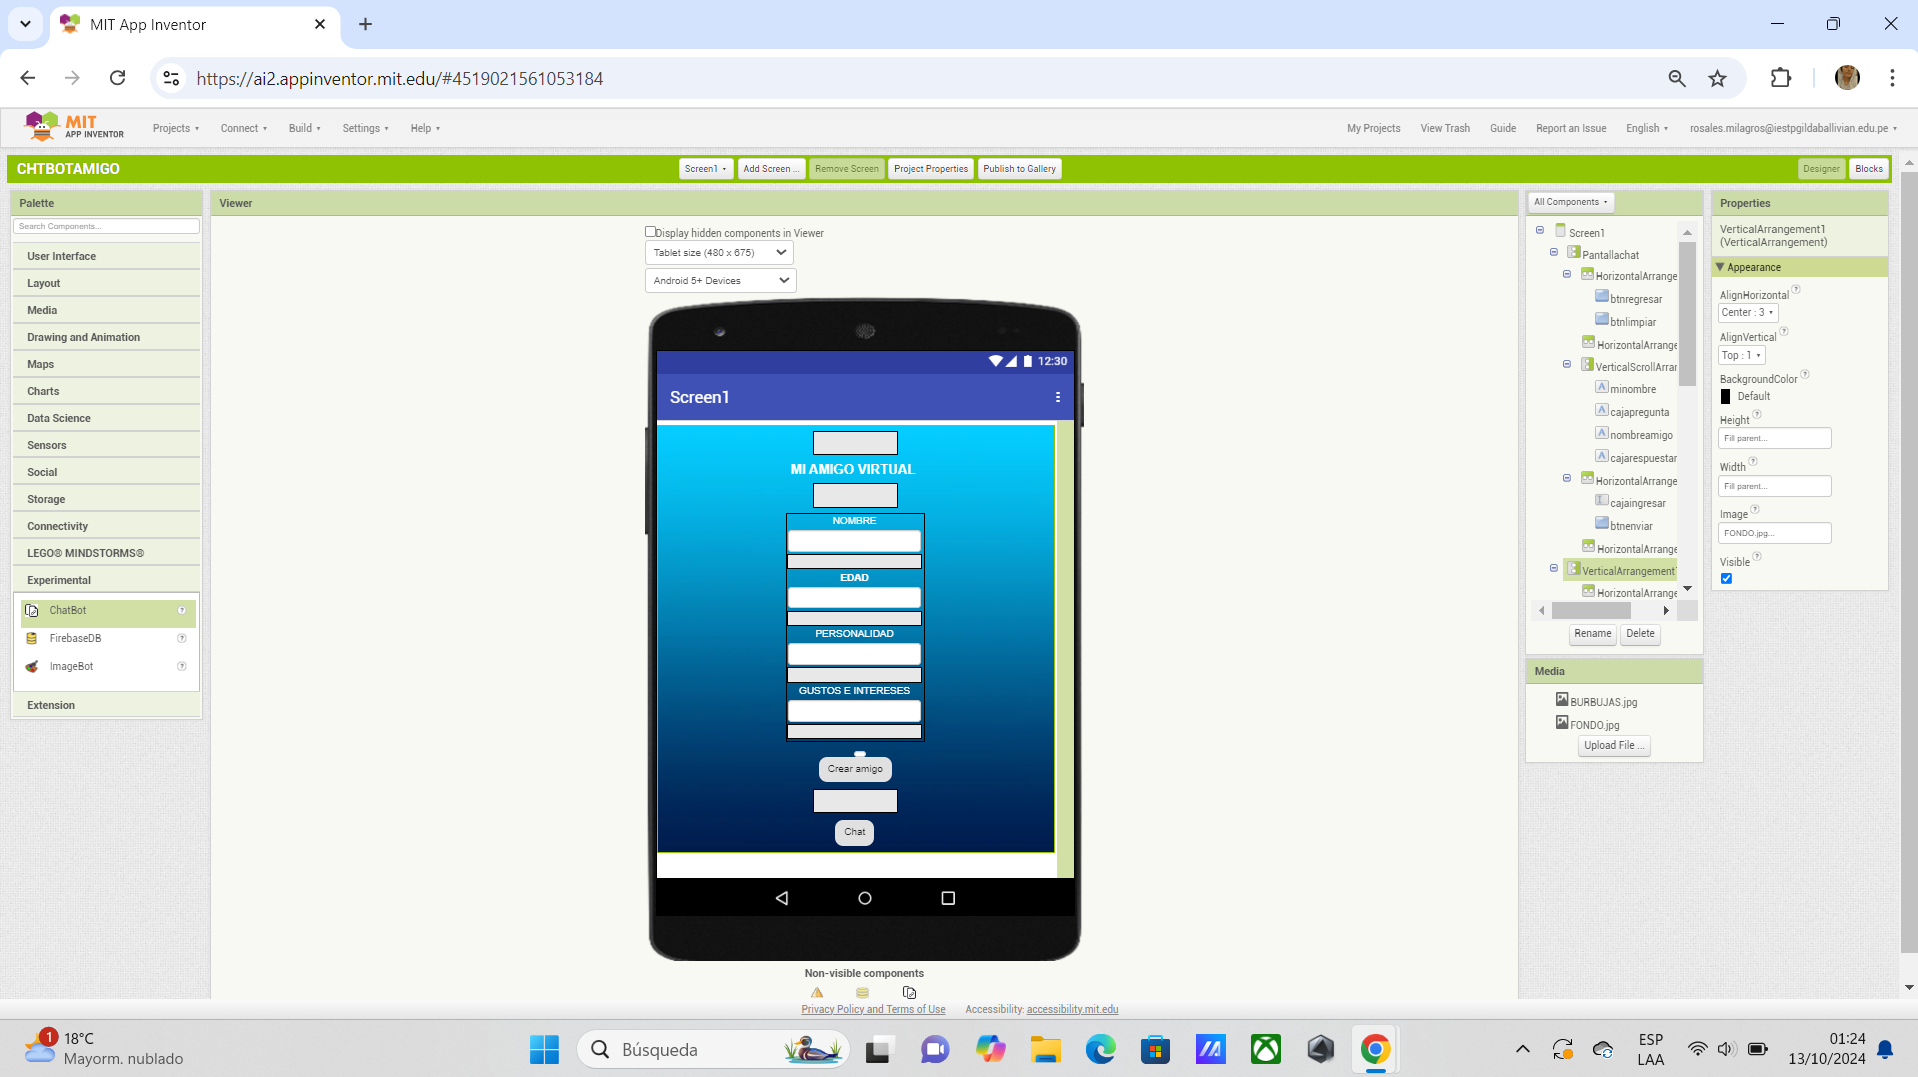 MIT App Inventor
https://ai2.appinventor.mit.edu/#4519021561053184
MIT
APP INVENTOR
Projects
Connect
Build
Settings
Help
My Projects
View Trash
Guide
Report an Issue
English
rosales.milagros@iestpgildaballivian.edu.pe
CHTBOTAMIGO
Screen1
Add Screen ...
Remove Screen
Project Properties
Publish to Gallery
Designer
Blocks
Palette
Search Components...
User Interface
Layout
Media
Drawing and Animation
Maps
Charts
Data Science
Sensors
Social
Storage
Connectivity
LEGO® MINDSTORMS®
Experimental
ChatBot
FirebaseDB
ImageBot
Extension
Viewer
Display hidden components in Viewer
Tablet size (480 x 675)
Android 5+ Devices
12:30
Screen1
MI AMIGO VIRTUAL
NOMBRE
EDAD
PERSONALIDAD
GUSTOS E INTERESES
Crear amigo
Chat
Non-visible components
Privacy Policy and Terms of Use
Accessibility: accessibility.mit.edu
All Components
Screen1
Pantallachat
HorizontalArrange
btnregresar
btnlimpiar
HorizontalArrange
VerticalScrollArrar
minombre
cajapregunta
nombreamigo
cajarespuestar
HorizontalArrange
cajaingresar
btnenviar
HorizontalArrange
VerticalArrangement
HorizontalArrange
Rename
Delete
Media
BURBUJAS.jpg
FONDO.jpg
Upload File ...
Properties
VerticalArrangement1
(VerticalArrangement)
Appearance
AlignHorizontal
Center : 3
AlignVertical
Top : 1
BackgroundColor
Default
Height
Fill parent...
Width
Fill parent...
Image
FONDO.jpg...
Visible
1
18°C
Mayorm. nublado
Búsqueda
ESP
LAA
01:24
13/10/2024